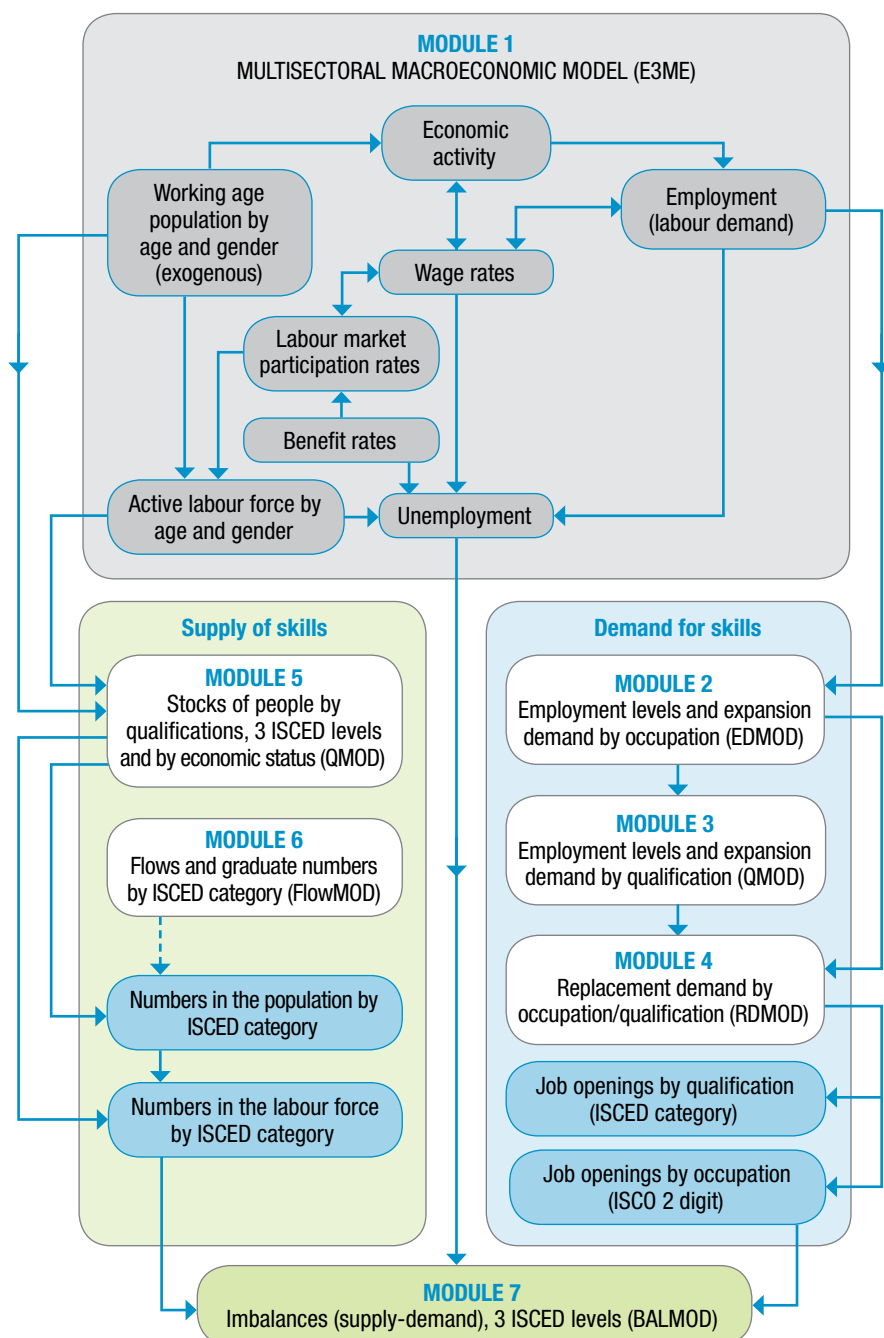 MODULE 1
MULTISECTORAL MACROECONOMIC MODEL (E3ME)
Economic
activity
Working age
population by
age and gender
(exogenous)
Employment
(labour demand)
Wage rates
Labour market
participation rates
Benefit rates
Active labour force by
age and gender
Unemployment
Supply of skills
MODULE 5
Stocks of people by
qualifications, 3 ISCED levels
and by economic status (QMOD)
MODULE 6
Flows and graduate numbers
by ISCED category (FlowMOD)
Numbers in the population by
ISCED category
Numbers in the labour force
by ISCED category
Demand for skills
MODULE 2
Employment levels and expansion
demand by occupation (EDMOD)
MODULE 3
Employment levels and expansion
demand by qualification (QMOD)
MODULE 4
Replacement demand by
occupation/qualification (RDMOD)
Job openings by qualification
(ISCED category)
Job openings by occupation
(ISCO 2 digit)
MODULE 7
Imbalances (supply-demand), 3 ISCED levels (BALMOD)